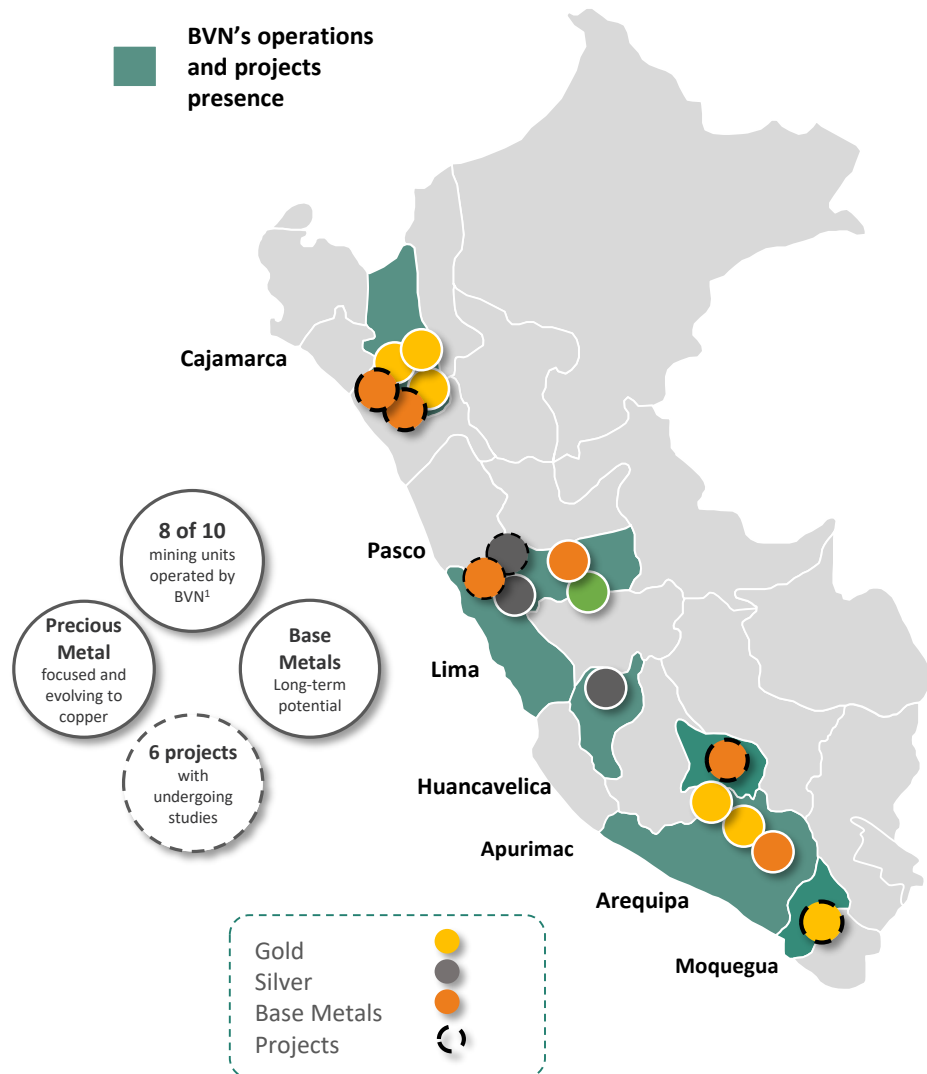 BVN's operations
and projects
presence
Cajamarca
Pasco
Lima
Huancavelica
Apurimac
Arequipa
Moquegua
8 of 10
mining units
operated by
BVN¹
Precious
Metal
focused and
evolving to
copper
Base
Metals
Long-term
potential
6 projects
with
undergoing
studies
Gold
Silver
Base Metals
Projects